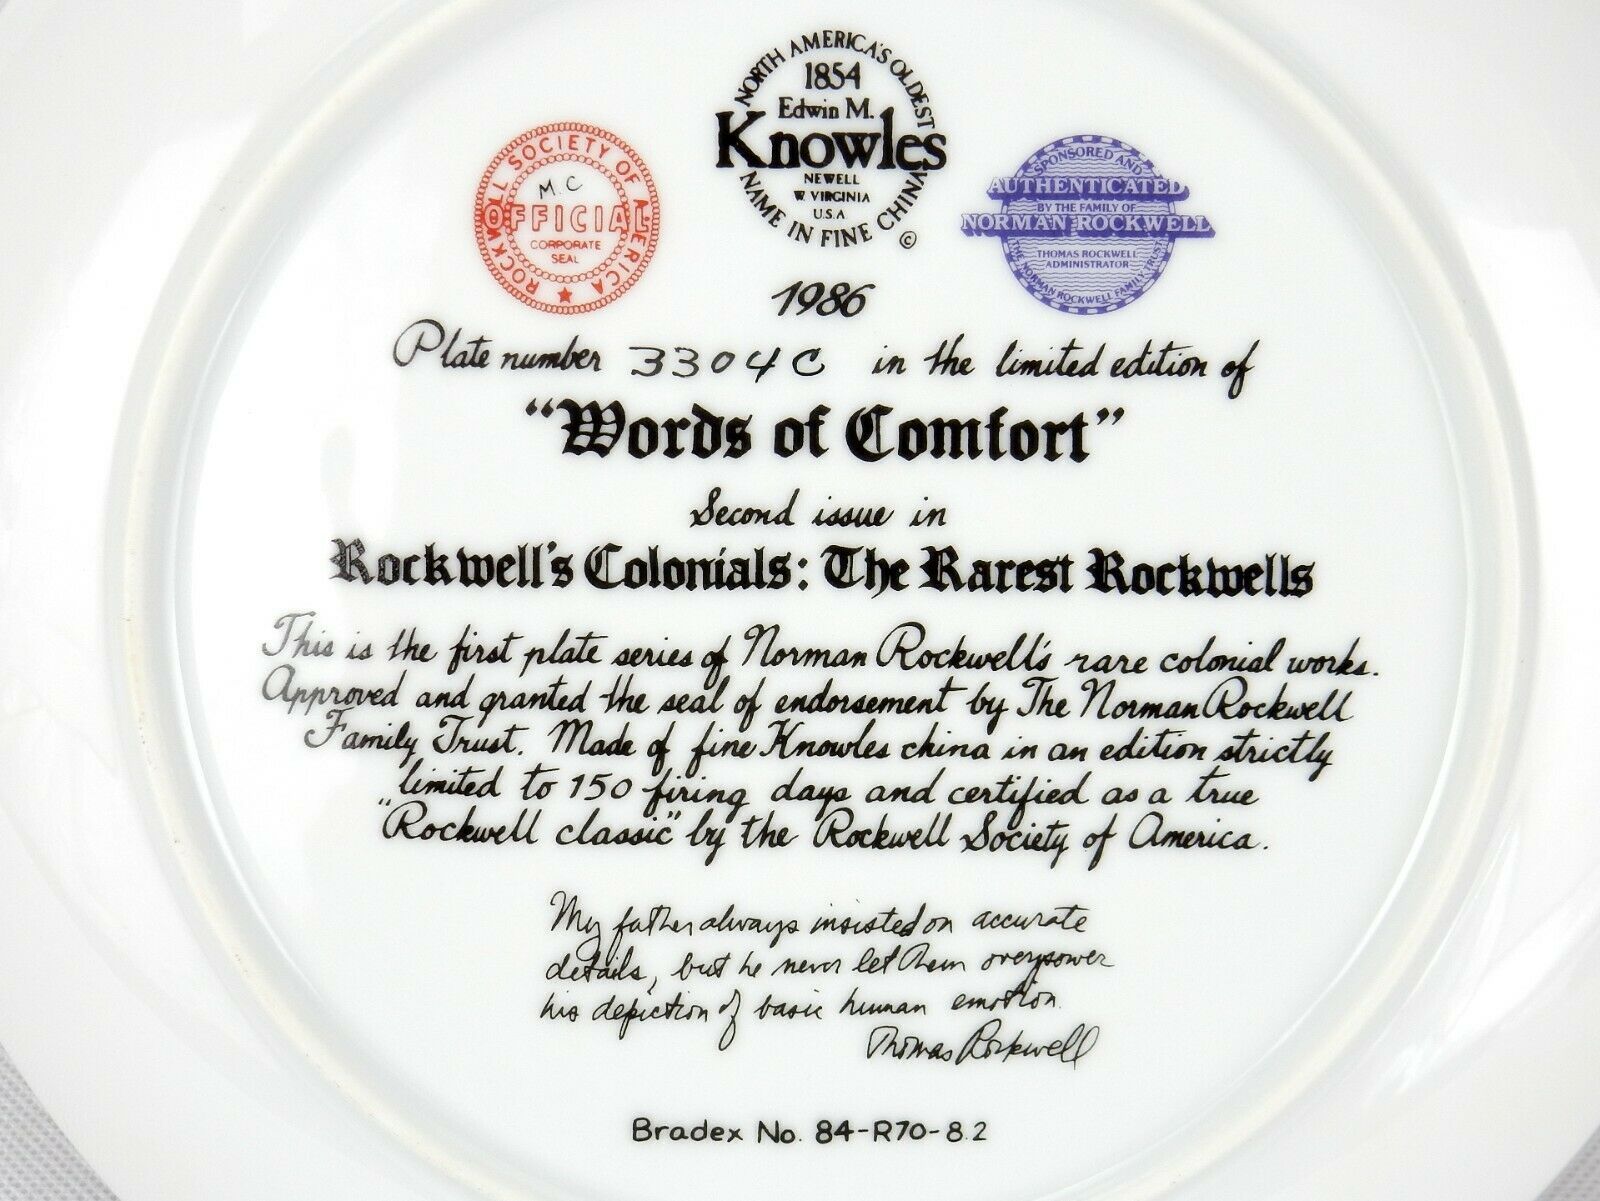 NORTH AMERICA'S OLDEST
1854
Edwin M.
Knowles
NEWELL
W. VIRGINIA
U.S.A
NAME IN FINE CHINA
©
ROCKWELL SOCIETY OF AMERICA
M.C
OFFICIAL
CORPORATE
SEAL
SPONSORED AND
AUTHENTICATED
BY THE FAMILY OF
NORMAN ROCKWELL
THOMAS ROCKWELL
ADMINISTRATOR
THE NORMAN ROCKWELL FAMILY TRUST
1986
Plate number 3304C in the limited edition of
"Words of Comfort"
Second issue in
Rockwell's Colonials: The Rarest Rockwells
This is the first plate series of Norman Rockwell's rare colonial works.
Approved and granted the seal of endorsement by The Norman Rockwell
Family Trust. Made of fine Knowles china in an edition strictly
limited to 150 firing days and certified as a true
"Rockwell classic" by the Rockwell Society of America.
My father always insisted on accurate
details, but he never let them overpower
his depiction of basic human emotion.
Thomas Rockwell
Bradex No. 84-R70-8.2